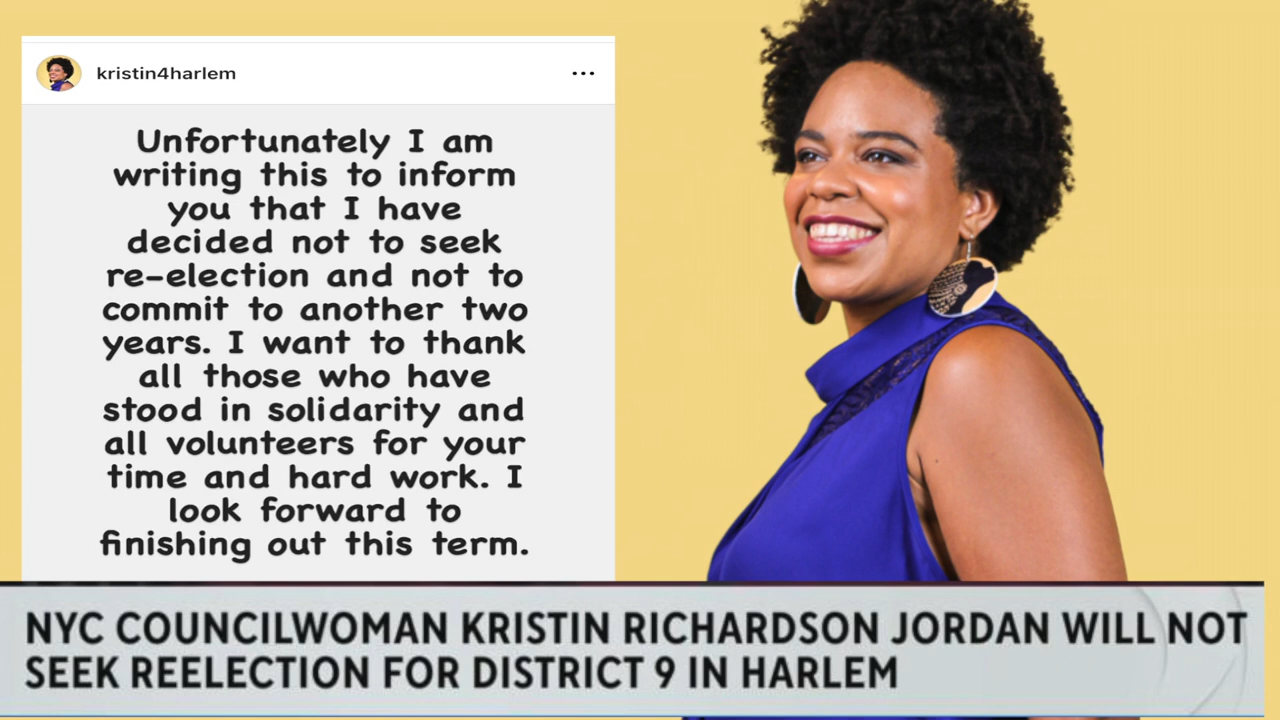 kristin4harlem
Unfortunately I am
writing this to inform
you that I have
decided not to seek
re-election and not to
commit to another two
years. I want to thank
all those who have
stood in solidarity and
all volunteers for your
time and hard work. I
look forward to
finishing out this term.
NYC COUNCILWOMAN KRISTIN RICHARDSON JORDAN WILL NOT
SEEK REELECTION FOR DISTRICT 9 IN HARLEM